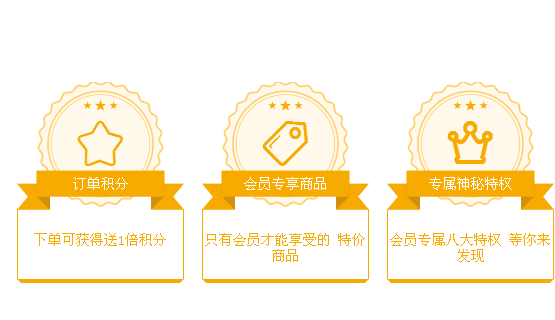 订单积分
会员专享商品
专属神秘特权
下单可获得送1倍积分
只有会员才能享受的 特价
商品
会员专属八大特权 等你来
发现